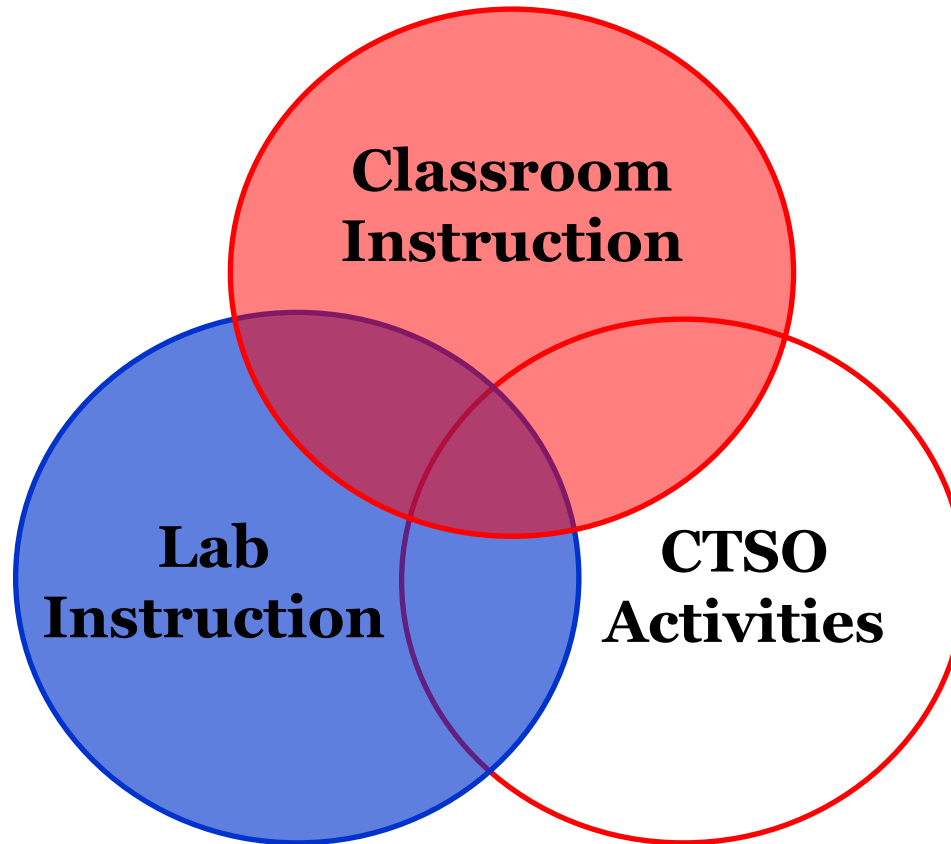 Classroom
Instruction
Lab
Instruction
CTSO
Activities